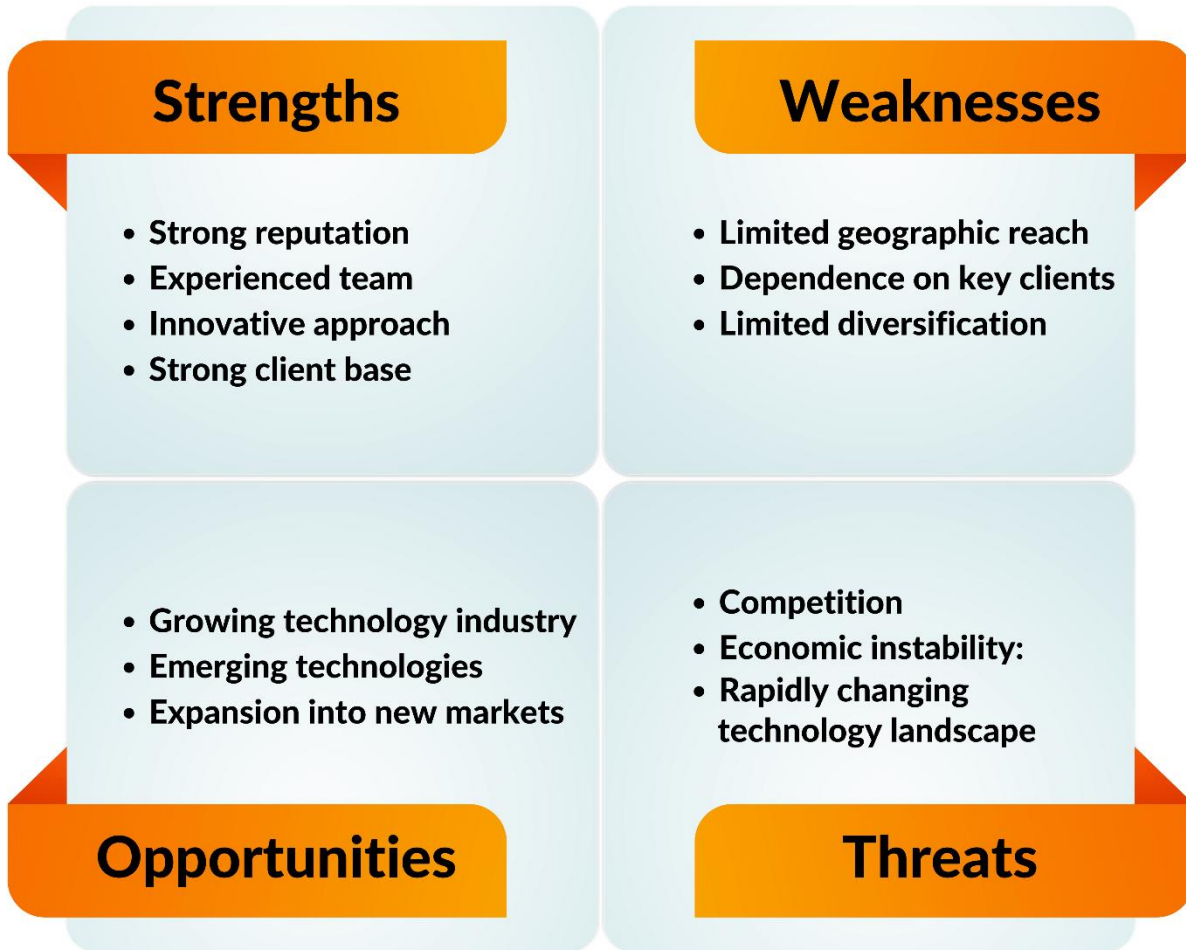 Strengths
• Strong reputation
• Experienced team
• Innovative approach
• Strong client base
Weaknesses
• Limited geographic reach
• Dependence on key clients
• Limited diversification
• Growing technology industry
• Emerging technologies
• Expansion into new markets
Opportunities
• Competition
• Economic instability:
• Rapidly changing
technology landscape
Threats